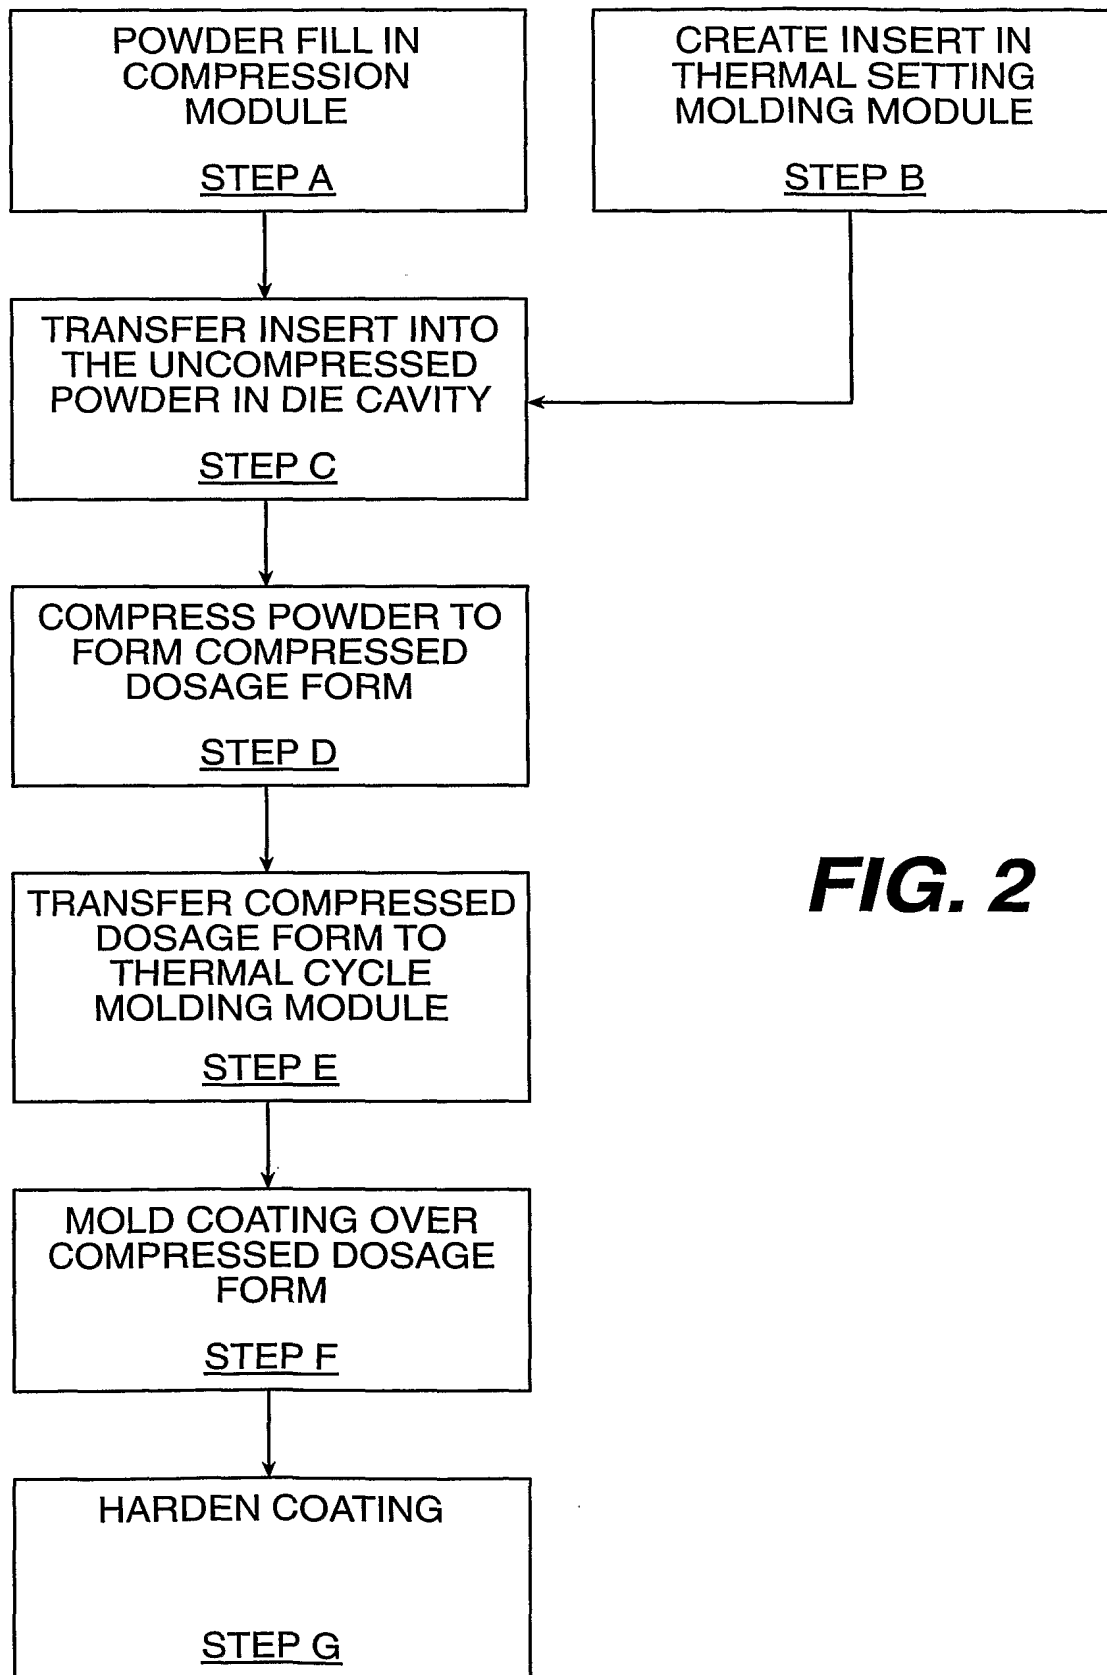 POWDER FILL IN
COMPRESSION
MODULE
STEP A
CREATE INSERT IN
THERMAL SETTING
MOLDING MODULE
STEP B
TRANSFER INSERT INTO
THE UNCOMPRESSED
POWDER IN DIE CAVITY
STEP C
COMPRESS POWDER TO
FORM COMPRESSED
DOSAGE FORM
STEP D
TRANSFER COMPRESSED
DOSAGE FORM TO
THERMAL CYCLE
MOLDING MODULE
STEP E
FIG. 2
MOLD COATING OVER
COMPRESSED DOSAGE
FORM
STEP F
HARDEN COATING
STEP G